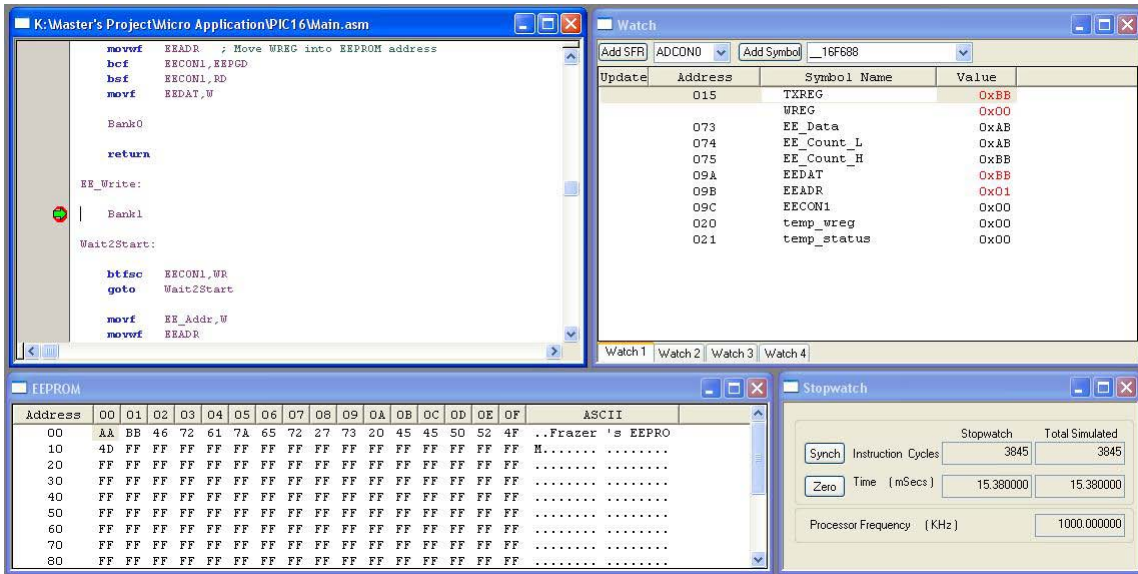 K:\Master's Project\Micro Application\PIC16\Main.asm
movwf EEADR ; Move WREG into EEPROM address
bcf EECON1,EEPGD
bsf EECON1,RD
movf EEDAT,W
Bank0
return
EE_Write:
Bank1
Wait2Start:
btfsc EECON1,WR
goto Wait2Start
movf EE_Addr,W
movwf EEADR
Watch
Add SFR ADCON0 Add Symbol __16F688
Update Address Symbol Name Value
015 TXREG 0xBB
WREG 0x00
073 EE_Data 0xAB
074 EE_Count_L 0xAB
075 EE_Count_H 0xBB
09A EEDAT 0xBB
09B EEADR 0x01
09C EECON1 0x00
020 temp_wreg 0x00
021 temp_status 0x00
Watch 1 Watch 2 Watch 3 Watch 4
EEPROM
Address 00 01 02 03 04 05 06 07 08 09 0A 0B 0C 0D 0E 0F ASCII
00 AA BB 46 72 61 7A 65 72 27 73 20 45 45 50 52 4F ..Frazer 's EEPRO
10 4D FF FF FF FF FF FF FF FF FF FF FF FF FF FF FF M....... ........
20 FF FF FF FF FF FF FF FF FF FF FF FF FF FF FF FF ........ ........
30 FF FF FF FF FF FF FF FF FF FF FF FF FF FF FF FF ........ ........
40 FF FF FF FF FF FF FF FF FF FF FF FF FF FF FF FF ........ ........
50 FF FF FF FF FF FF FF FF FF FF FF FF FF FF FF FF ........ ........
60 FF FF FF FF FF FF FF FF FF FF FF FF FF FF FF FF ........ ........
70 FF FF FF FF FF FF FF FF FF FF FF FF FF FF FF FF ........ ........
80 FF FF FF FF FF FF FF FF FF FF FF FF FF FF FF FF ........ ........
Stopwatch
Stopwatch Total Simulated
Synch Instruction Cycles 3845 3845
Zero Time (mSecs) 15.380000 15.380000
Processor Frequency (KHz) 1000.000000